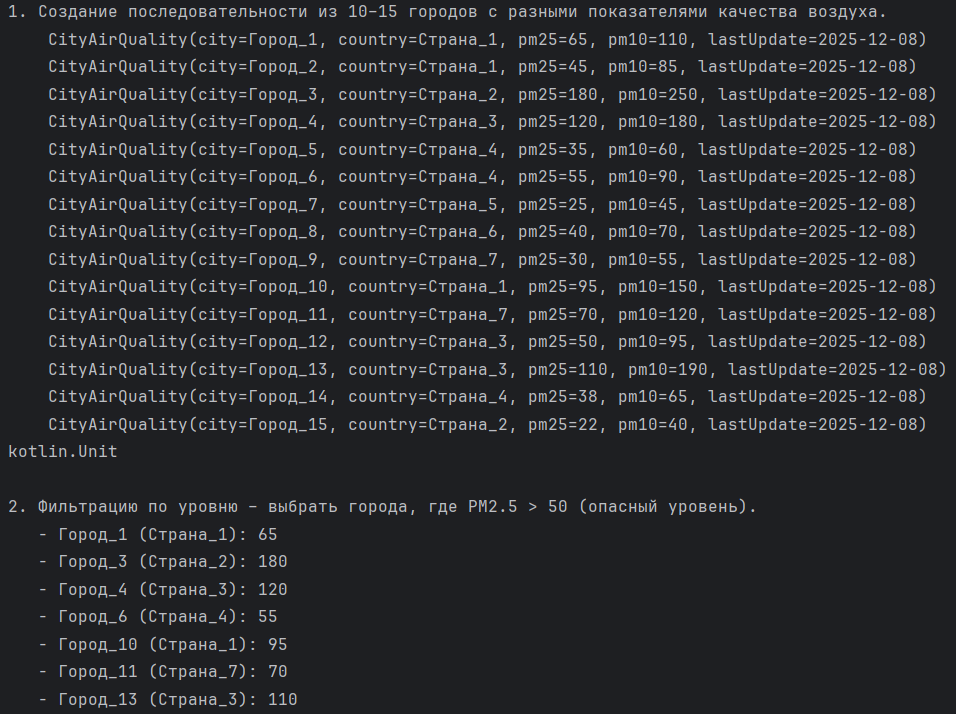 1. Создание последовательности из 10–15 городов с разными показателями качества воздуха.
CityAirQuality(city=Город_1, country=Страна_1, pm25=65, pm10=110, lastUpdate=2025-12-08)
CityAirQuality(city=Город_2, country=Страна_1, pm25=45, pm10=85, lastUpdate=2025-12-08)
CityAirQuality(city=Город_3, country=Страна_2, pm25=180, pm10=250, lastUpdate=2025-12-08)
CityAirQuality(city=Город_4, country=Страна_3, pm25=120, pm10=180, lastUpdate=2025-12-08)
CityAirQuality(city=Город_5, country=Страна_4, pm25=35, pm10=60, lastUpdate=2025-12-08)
CityAirQuality(city=Город_6, country=Страна_4, pm25=55, pm10=90, lastUpdate=2025-12-08)
CityAirQuality(city=Город_7, country=Страна_5, pm25=25, pm10=45, lastUpdate=2025-12-08)
CityAirQuality(city=Город_8, country=Страна_6, pm25=40, pm10=70, lastUpdate=2025-12-08)
CityAirQuality(city=Город_9, country=Страна_7, pm25=30, pm10=55, lastUpdate=2025-12-08)
CityAirQuality(city=Город_10, country=Страна_1, pm25=95, pm10=150, lastUpdate=2025-12-08)
CityAirQuality(city=Город_11, country=Страна_7, pm25=70, pm10=120, lastUpdate=2025-12-08)
CityAirQuality(city=Город_12, country=Страна_3, pm25=50, pm10=95, lastUpdate=2025-12-08)
CityAirQuality(city=Город_13, country=Страна_3, pm25=110, pm10=190, lastUpdate=2025-12-08)
CityAirQuality(city=Город_14, country=Страна_4, pm25=38, pm10=65, lastUpdate=2025-12-08)
CityAirQuality(city=Город_15, country=Страна_2, pm25=22, pm10=40, lastUpdate=2025-12-08)
kotlin.Unit
2. Фильтрацию по уровню – выбрать города, где PM2.5 > 50 (опасный уровень).
- Город_1 (Страна_1): 65
- Город_3 (Страна_2): 180
- Город_4 (Страна_3): 120
- Город_6 (Страна_4): 55
- Город_10 (Страна_1): 95
- Город_11 (Страна_7): 70
- Город_13 (Страна_3): 110